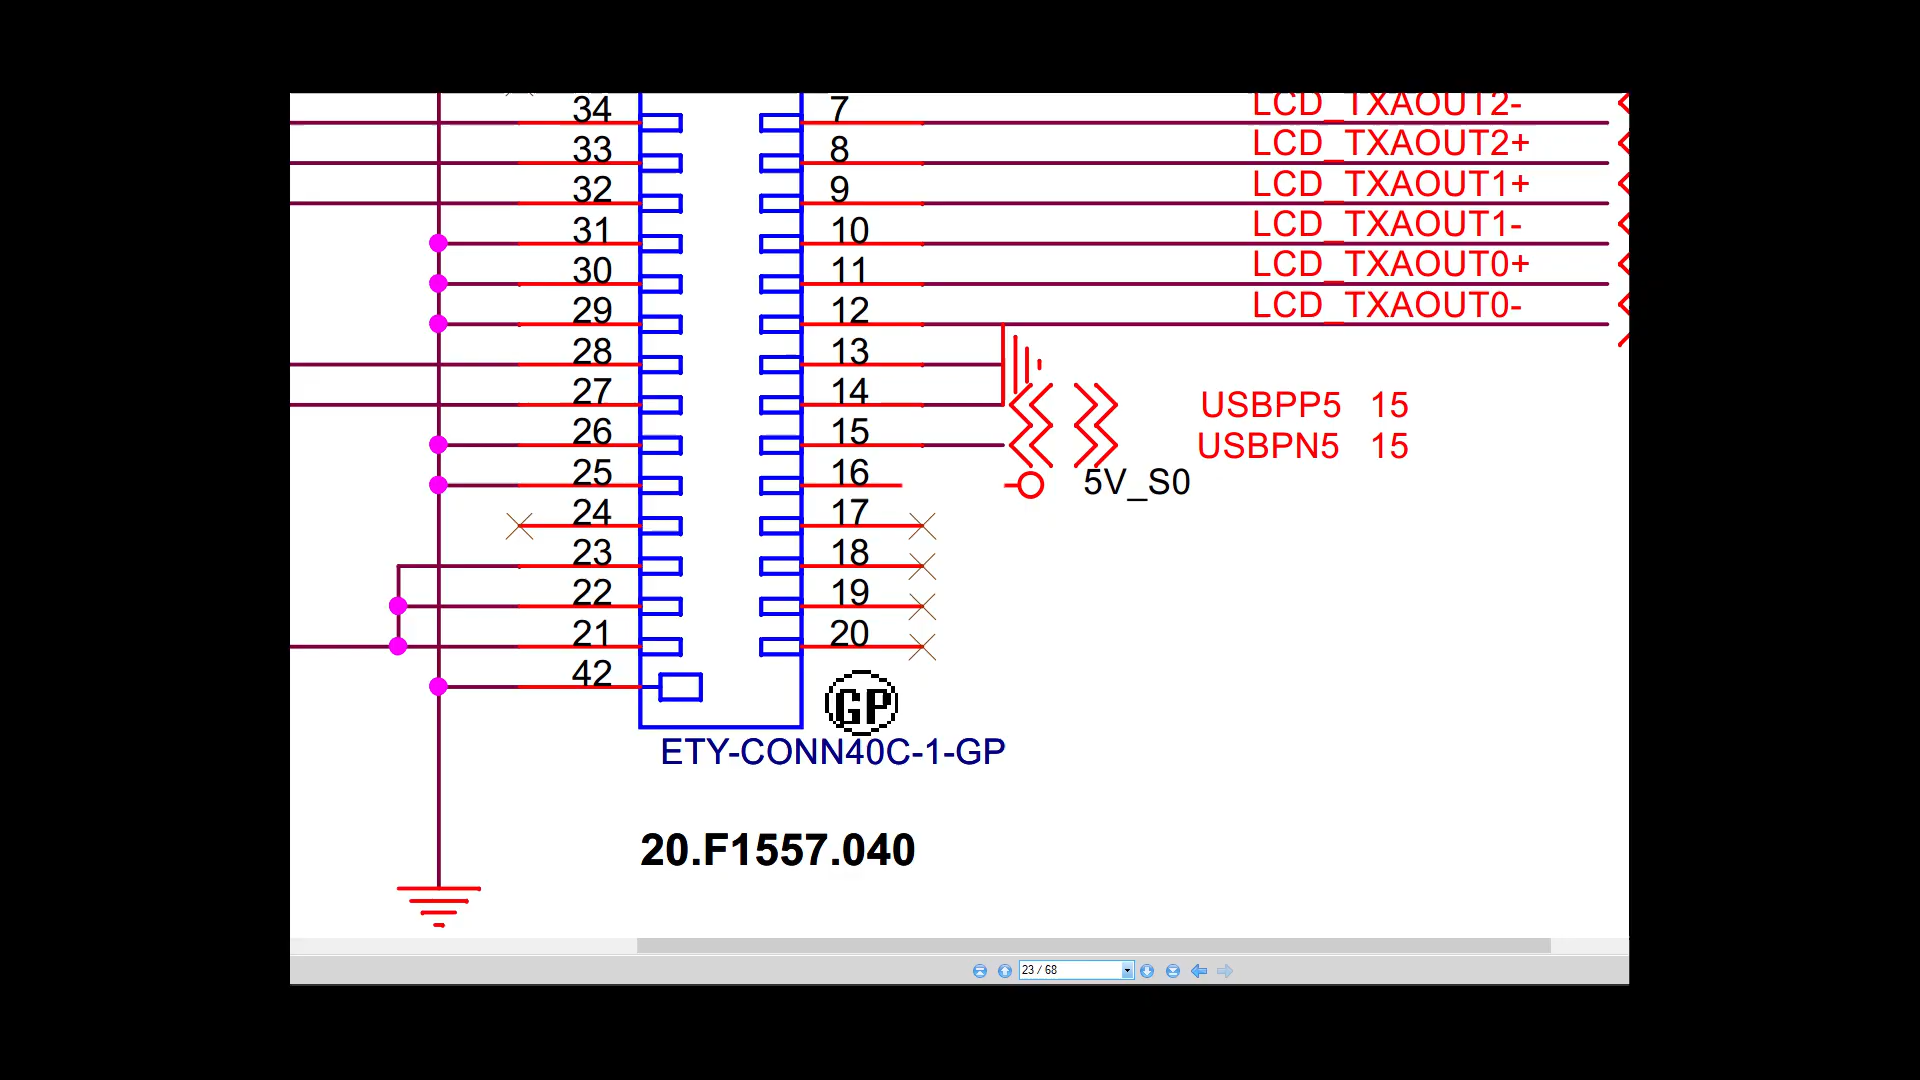 34 7 LCD_TXAOUT2-
33 8 LCD_TXAOUT2+
32 9 LCD_TXAOUT1+
31 10 LCD_TXAOUT1-
30 11 LCD_TXAOUT0+
29 12 LCD_TXAOUT0-
28 13
27 14 USBPP5 15
26 15 USBPN5 15
25 16 5V_S0
24 17
23 18
22 19
21 20
42
GP
ETY-CONN40C-1-GP
20.F1557.040
23 / 68